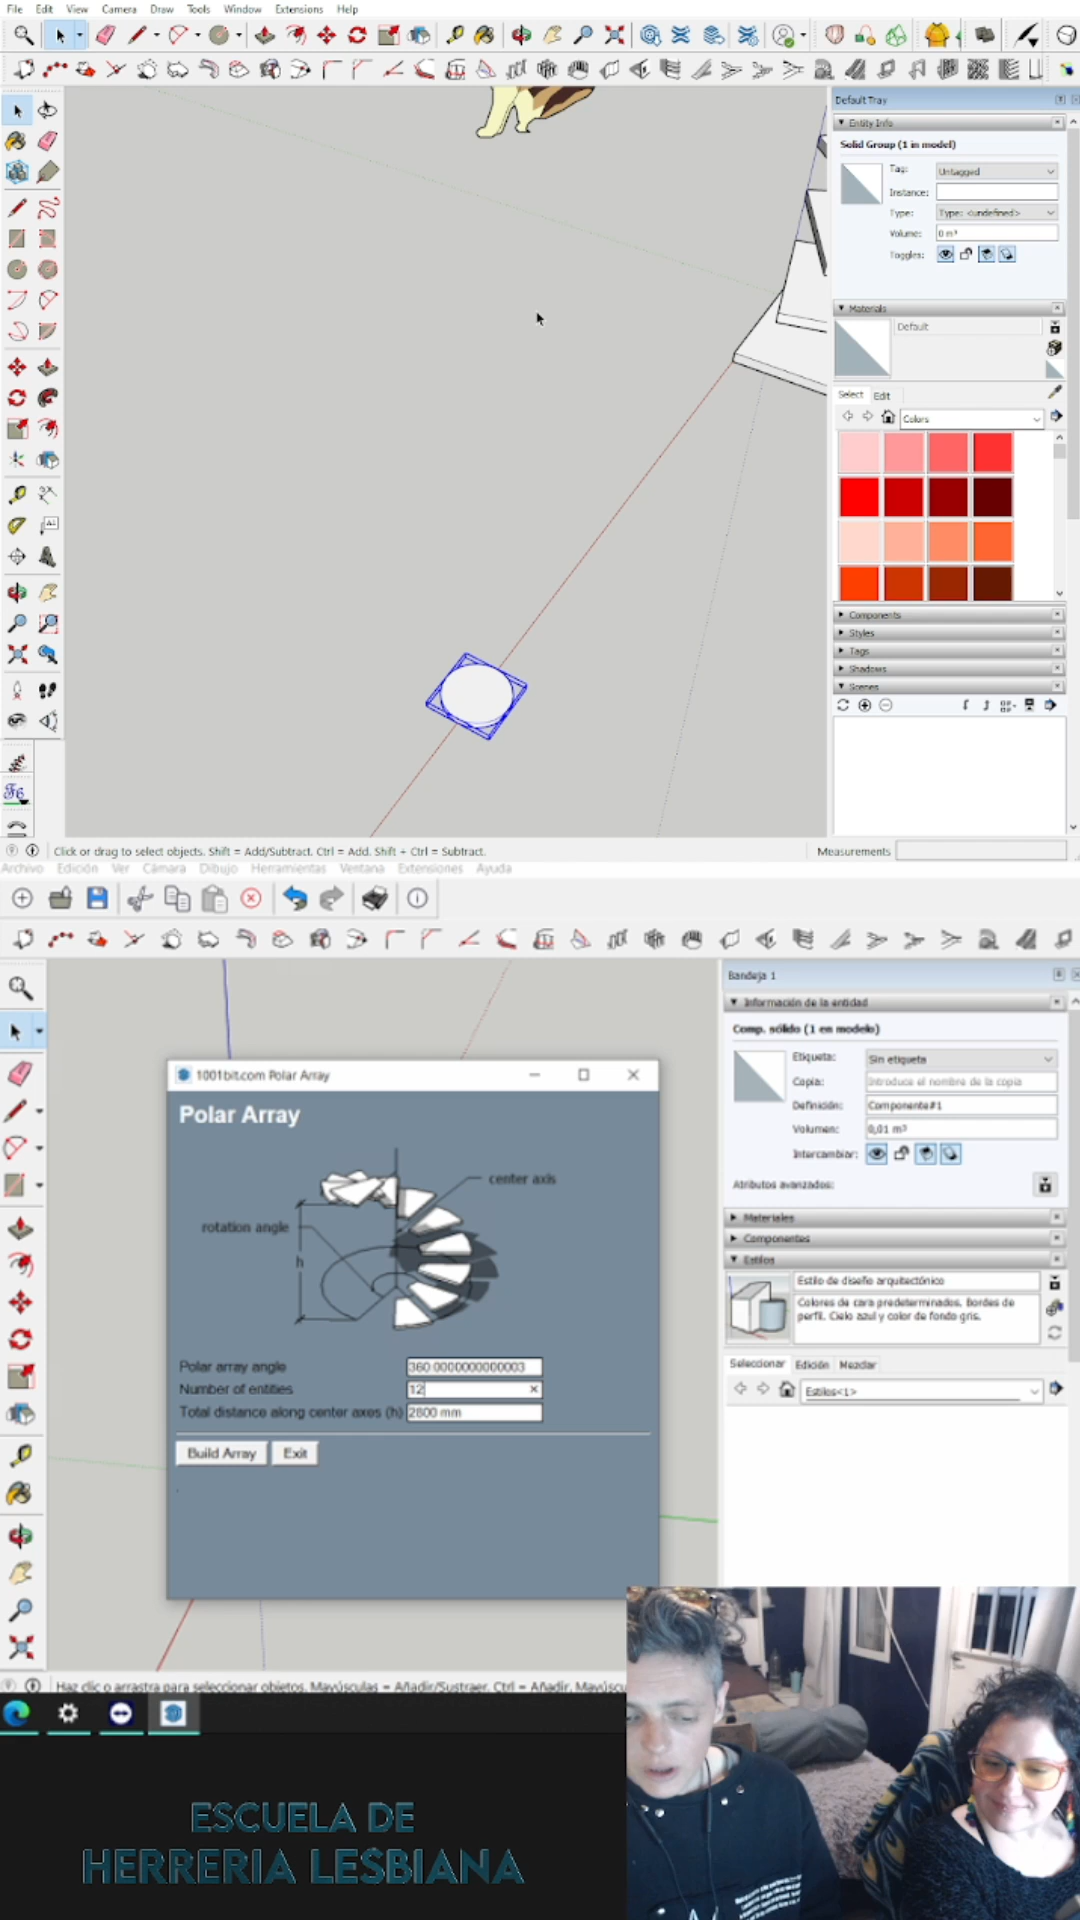 File Edit View Camera Draw Tools Window Extensions Help
Default Tray
Entity Info
Solid Group (1 in model)
Tag: Untagged
Instance:
Type: Type: <undefined>
Volume: 0 m³
Toggles:
Materials
Default
Select Edit
Colors
Components
Styles
Tags
Shadows
Scenes
Click or drag to select objects. Shift = Add/Subtract. Ctrl = Add. Shift + Ctrl = Subtract.
Measurements
Archivo Edición Ver Cámara Dibujo Herramientas Ventana Extensiones Ayuda
Bandeja 1
Información de la entidad
Comp. sólido (1 en modelo)
Etiqueta: Sin etiqueta
Copia: Introduce el nombre de la copia
Definición: Componente#1
Volumen: 0,01 m³
Intercambiar:
Atributos avanzados:
Materiales
Componentes
Estilos
Estilo de diseño arquitectónico
Colores de cara predeterminados. Bordes de
perfil. Cielo azul y color de fondo gris.
Seleccionar Edición Mezclar
Estilos<1>
1001bit.com Polar Array
Polar Array
center axis
rotation angle
h
Polar array angle 360.0000000000003
Number of entities 12
Total distance along center axes (h) 2800 mm
Build Array Exit
Haz clic o arrastra para seleccionar objetos. Mayúsculas = Añadir/Sustraer. Ctrl = Añadir. Mayúscu
ESCUELA DE
HERRERIA LESBIANA